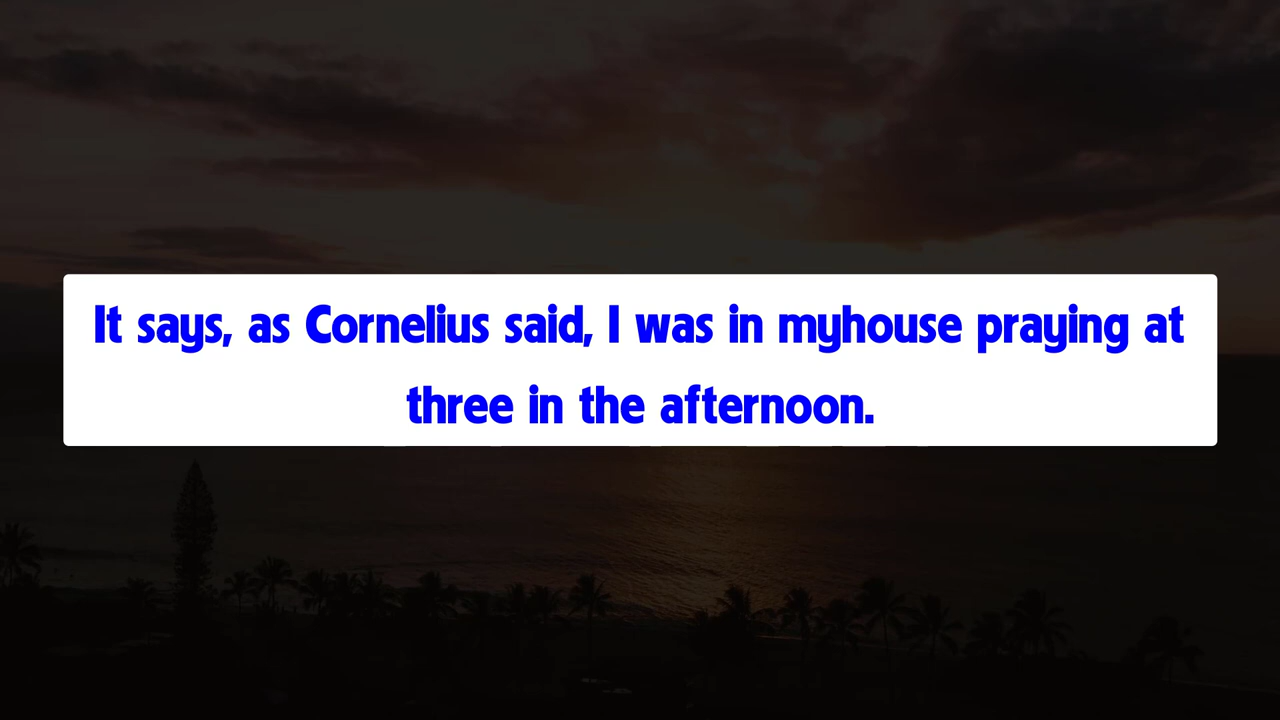 It says, as Cornelius said, I was in myhouse praying at
three in the afternoon.